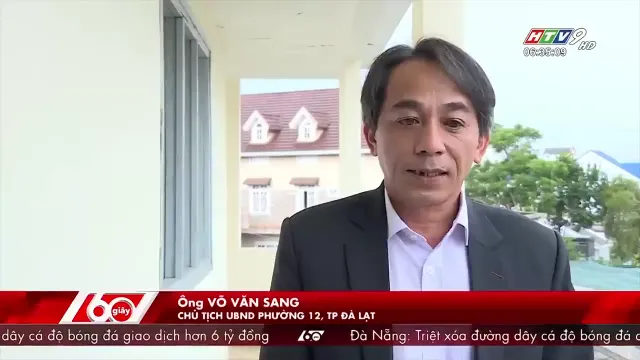 HTV9 HD
06:35:09
Ông VÕ VĂN SANG
60 giây
CHỦ TỊCH UBND PHƯỜNG 12, TP ĐÀ LẠT
dây cá độ bóng đá giao dịch hơn 6 tỷ đồng
Đà Nẵng: Triệt xóa đường dây cá độ bóng đá